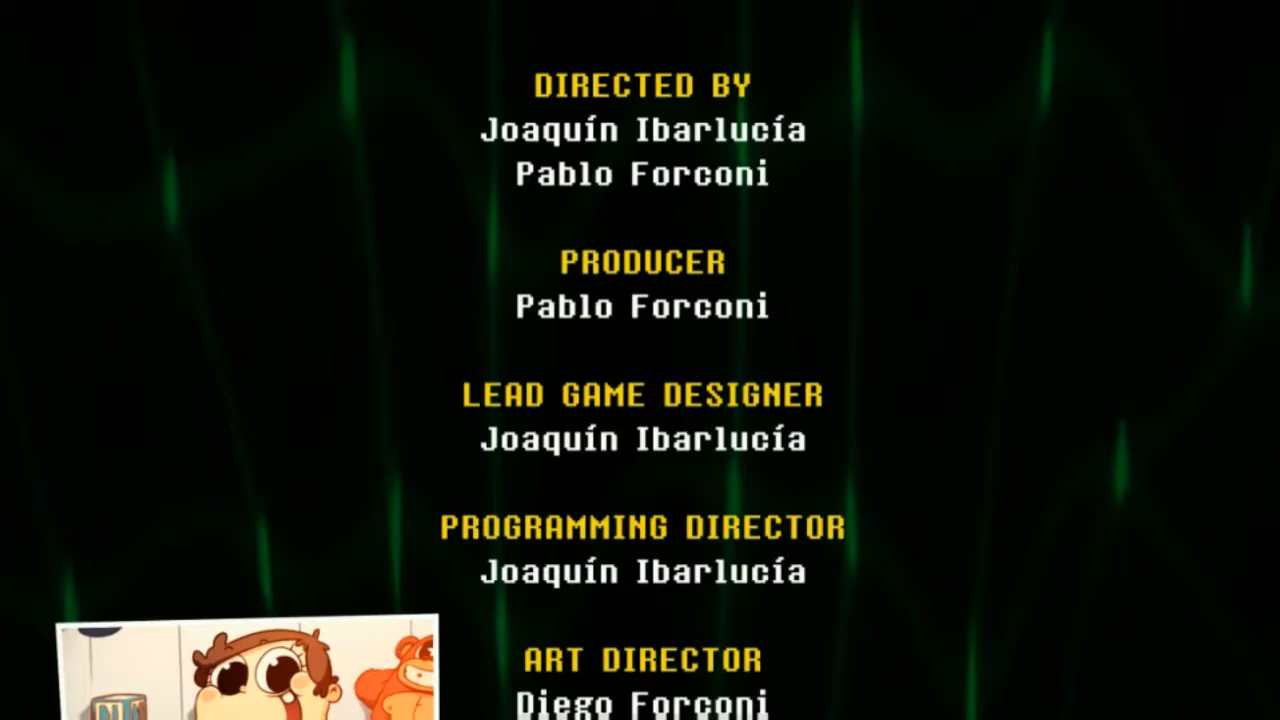 DIRECTED BY
Joaquín Ibarlucía
Pablo Forconi
PRODUCER
Pablo Forconi
LEAD GAME DESIGNER
Joaquín Ibarlucía
PROGRAMMING DIRECTOR
Joaquín Ibarlucía
ART DIRECTOR
Diego Forconi